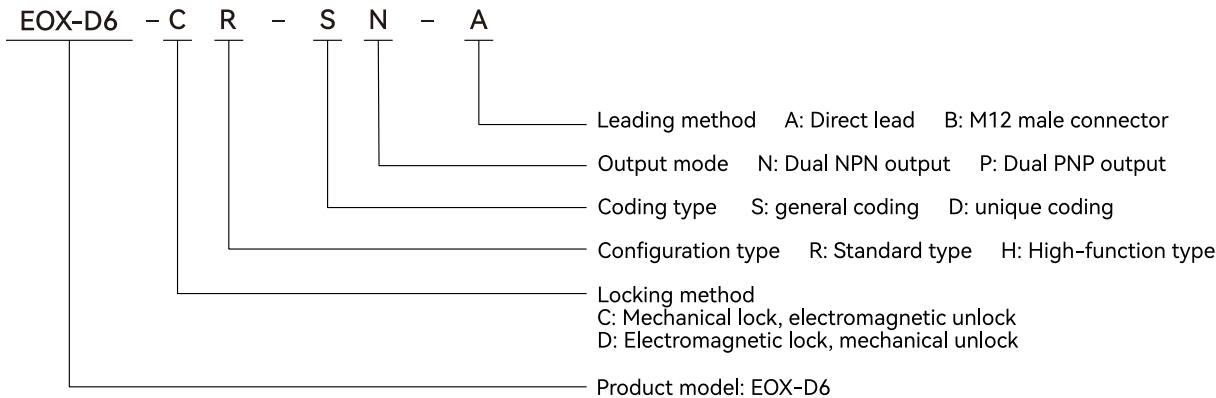 EOX-D6 - C R - S N - A
Leading method A: Direct lead B: M12 male connector
Output mode N: Dual NPN output P: Dual PNP output
Coding type S: general coding D: unique coding
Configuration type R: Standard type H: High-function type
Locking method
C: Mechanical lock, electromagnetic unlock
D: Electromagnetic lock, mechanical unlock
Product model: EOX-D6